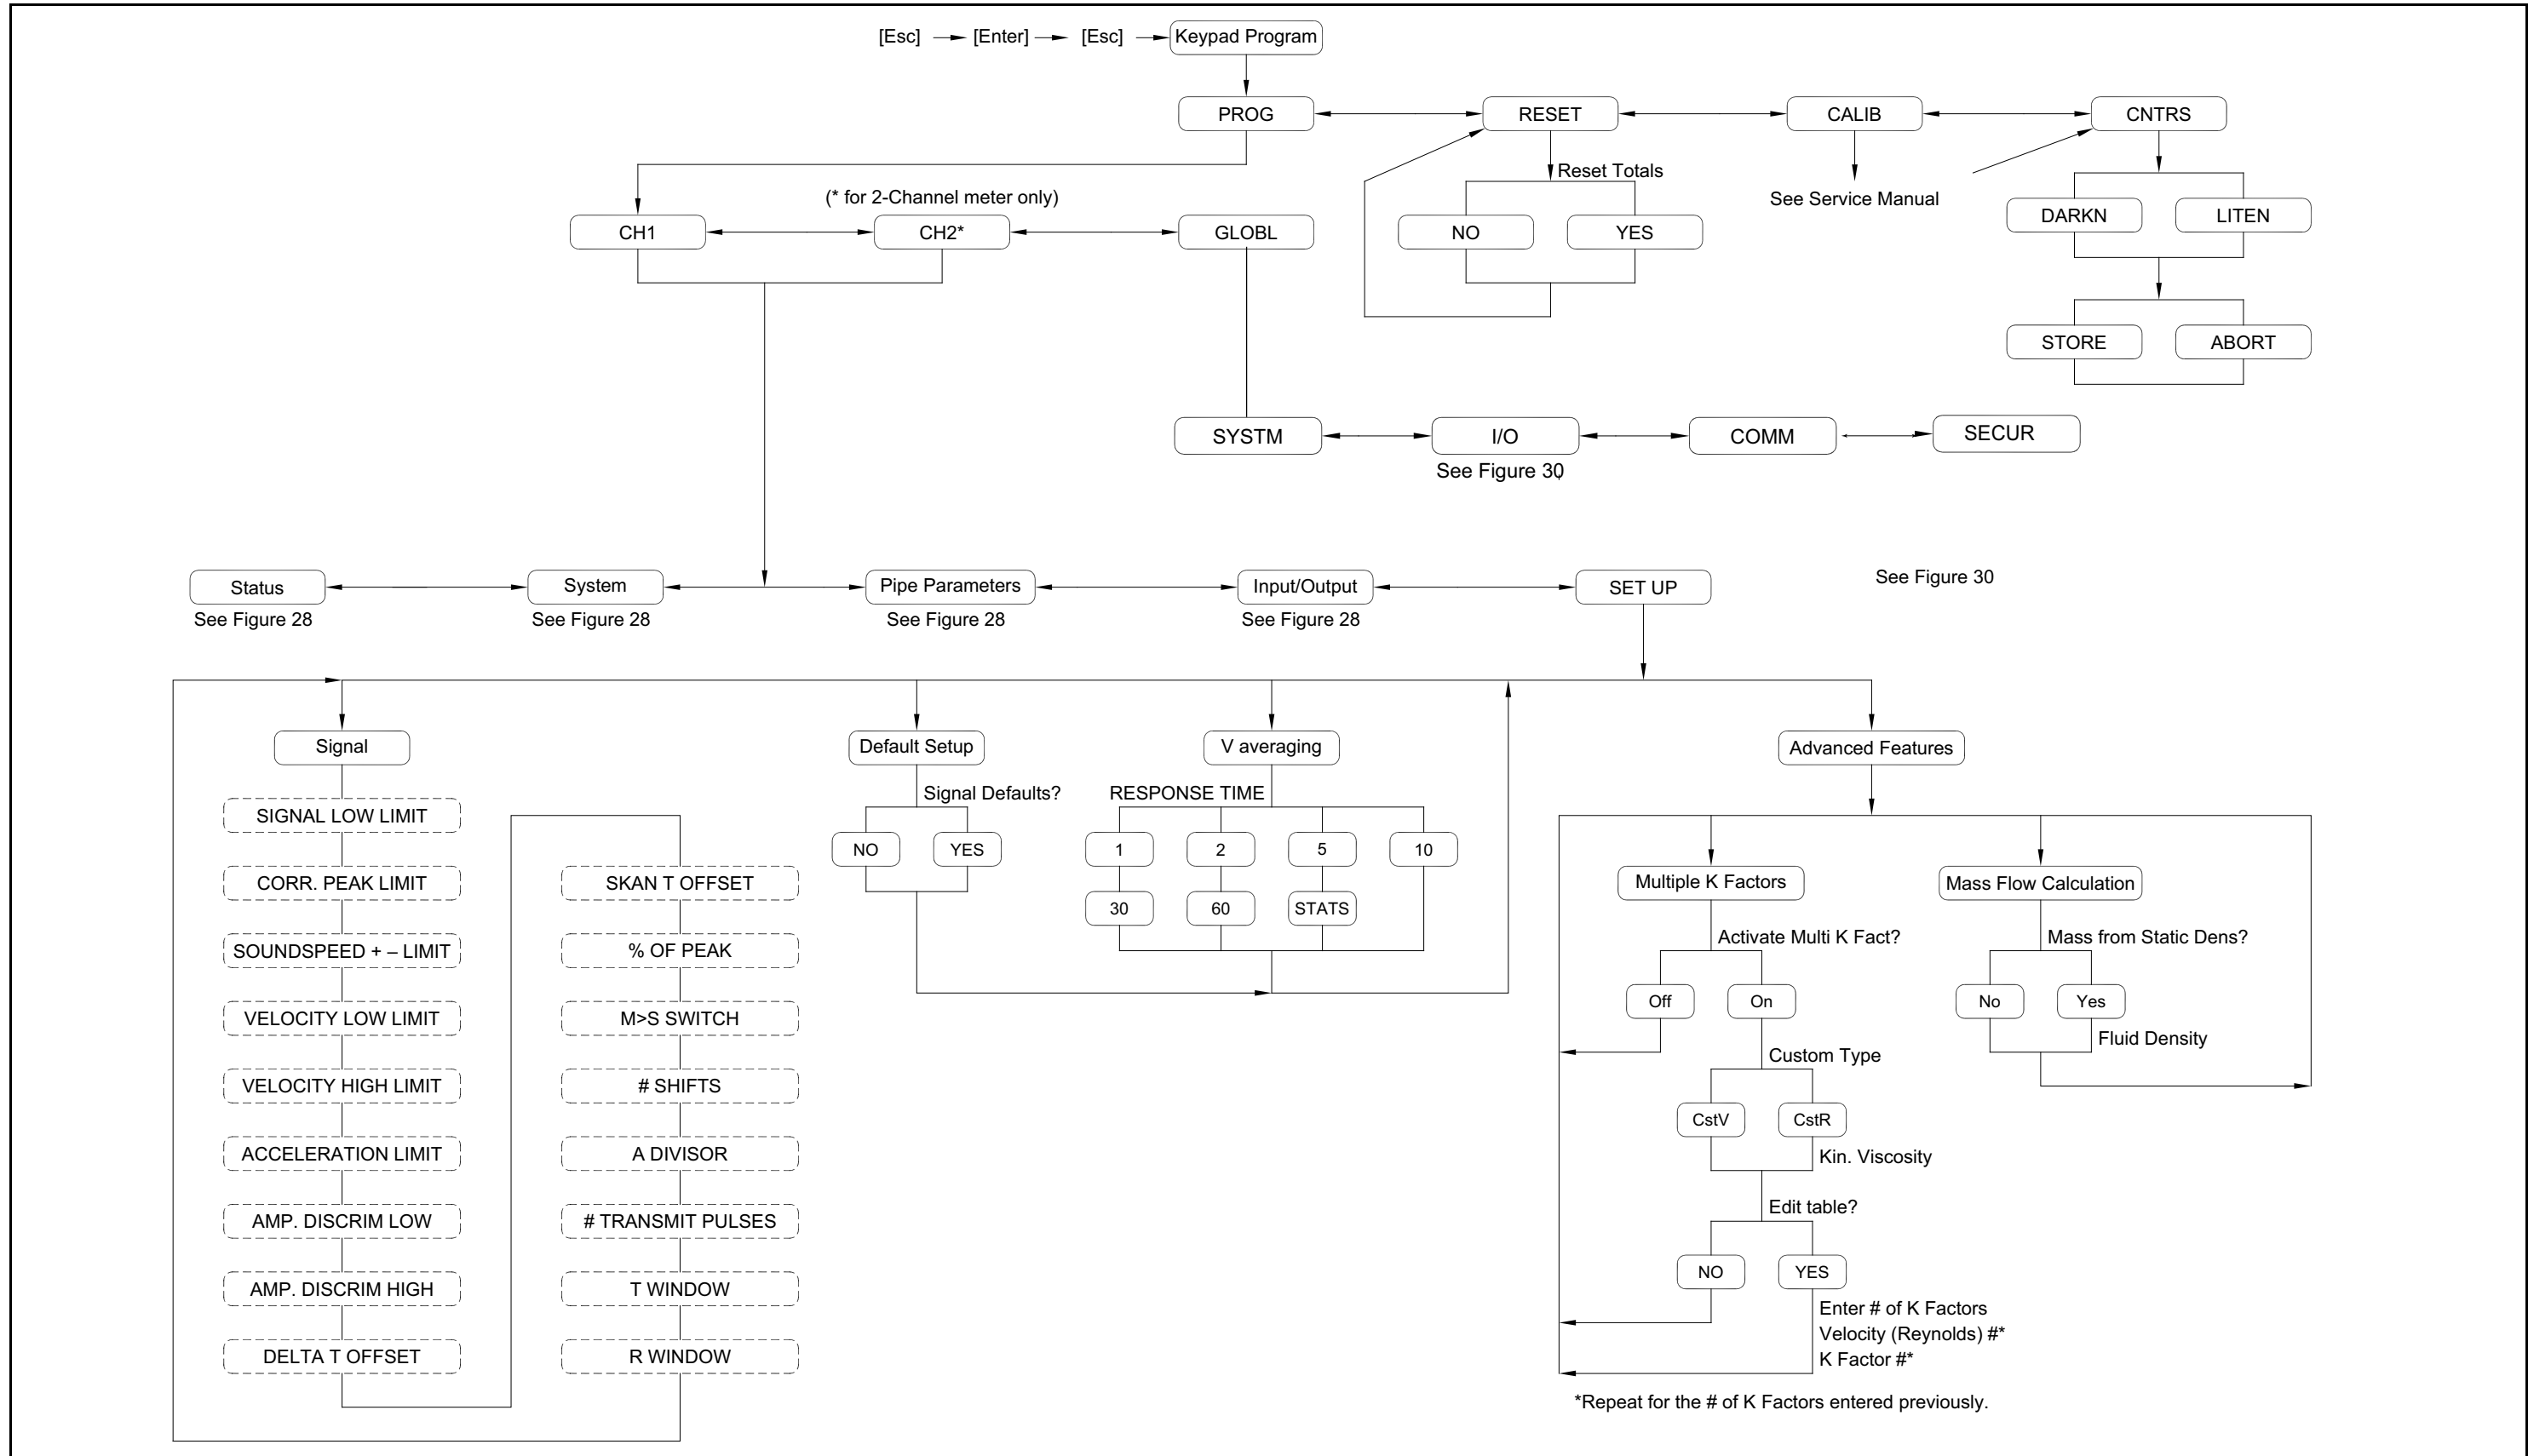 [Esc] [Enter] [Esc] Keypad Program
PROG RESET CALIB CNTRS
Reset Totals
See Service Manual
(* for 2-Channel meter only)
DARKN LITEN
CH1 CH2* GLOBL NO YES
STORE ABORT
SYSTM I/O COMM SECUR
See Figure 30
Status System Pipe Parameters Input/Output SET UP See Figure 30
See Figure 28 See Figure 28 See Figure 28 See Figure 28
Signal Default Setup V averaging Advanced Features
Signal Defaults? RESPONSE TIME
SIGNAL LOW LIMIT
NO YES 1 2 5 10
CORR. PEAK LIMIT SKAN T OFFSET Multiple K Factors Mass Flow Calculation
30 60 STATS
Activate Multi K Fact? Mass from Static Dens?
SOUNDSPEED + – LIMIT % OF PEAK
Off On No Yes
VELOCITY LOW LIMIT M>S SWITCH
Fluid Density
Custom Type
VELOCITY HIGH LIMIT # SHIFTS
CstV CstR
ACCELERATION LIMIT A DIVISOR
Kin. Viscosity
Edit table?
AMP. DISCRIM LOW # TRANSMIT PULSES
NO YES
AMP. DISCRIM HIGH T WINDOW
Enter # of K Factors
Velocity (Reynolds) #*
K Factor #*
DELTA T OFFSET R WINDOW
*Repeat for the # of K Factors entered previously.